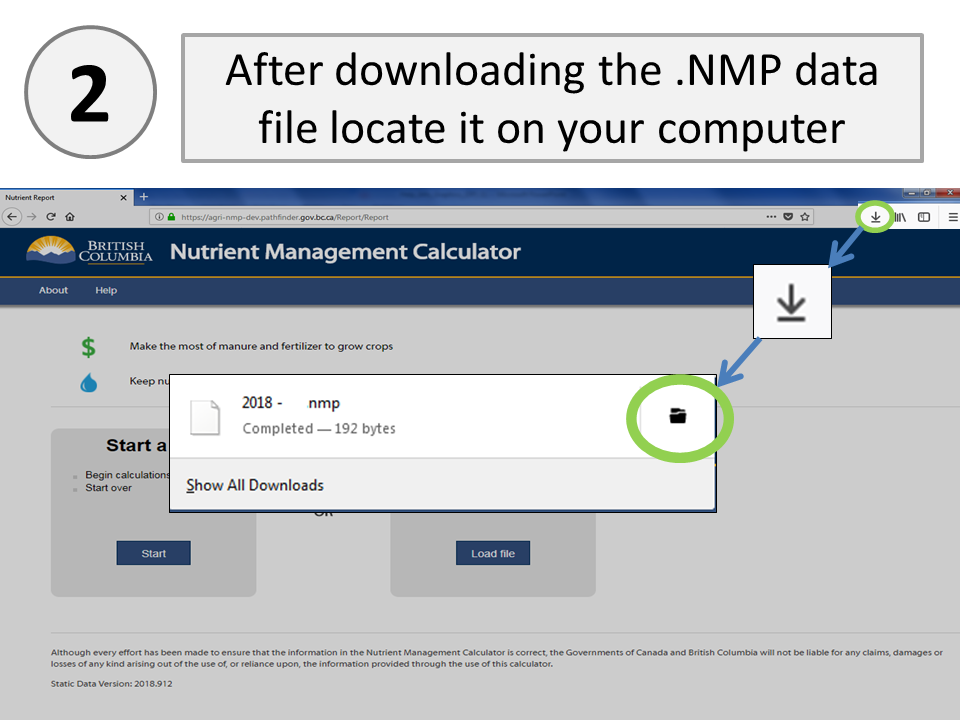 2
After downloading the .NMP data
file locate it on your computer
Nutrient Report
https://agri-nmp-dev.pathfinder.gov.bc.ca/Report/Report
BRITISH
COLUMBIA
Nutrient Management Calculator
About Help
$ Make the most of manure and fertilizer to grow crops
Keep nu
2018 - .nmp
Completed — 192 bytes
Show All Downloads
Start a
Begin calculations
Start over
OR
Start
Load file
Although every effort has been made to ensure that the information in the Nutrient Management Calculator is correct, the Governments of Canada and British Columbia will not be liable for any claims, damages or
losses of any kind arising out of the use of, or reliance upon, the information provided through the use of this calculator.
Static Data Version: 2018.912